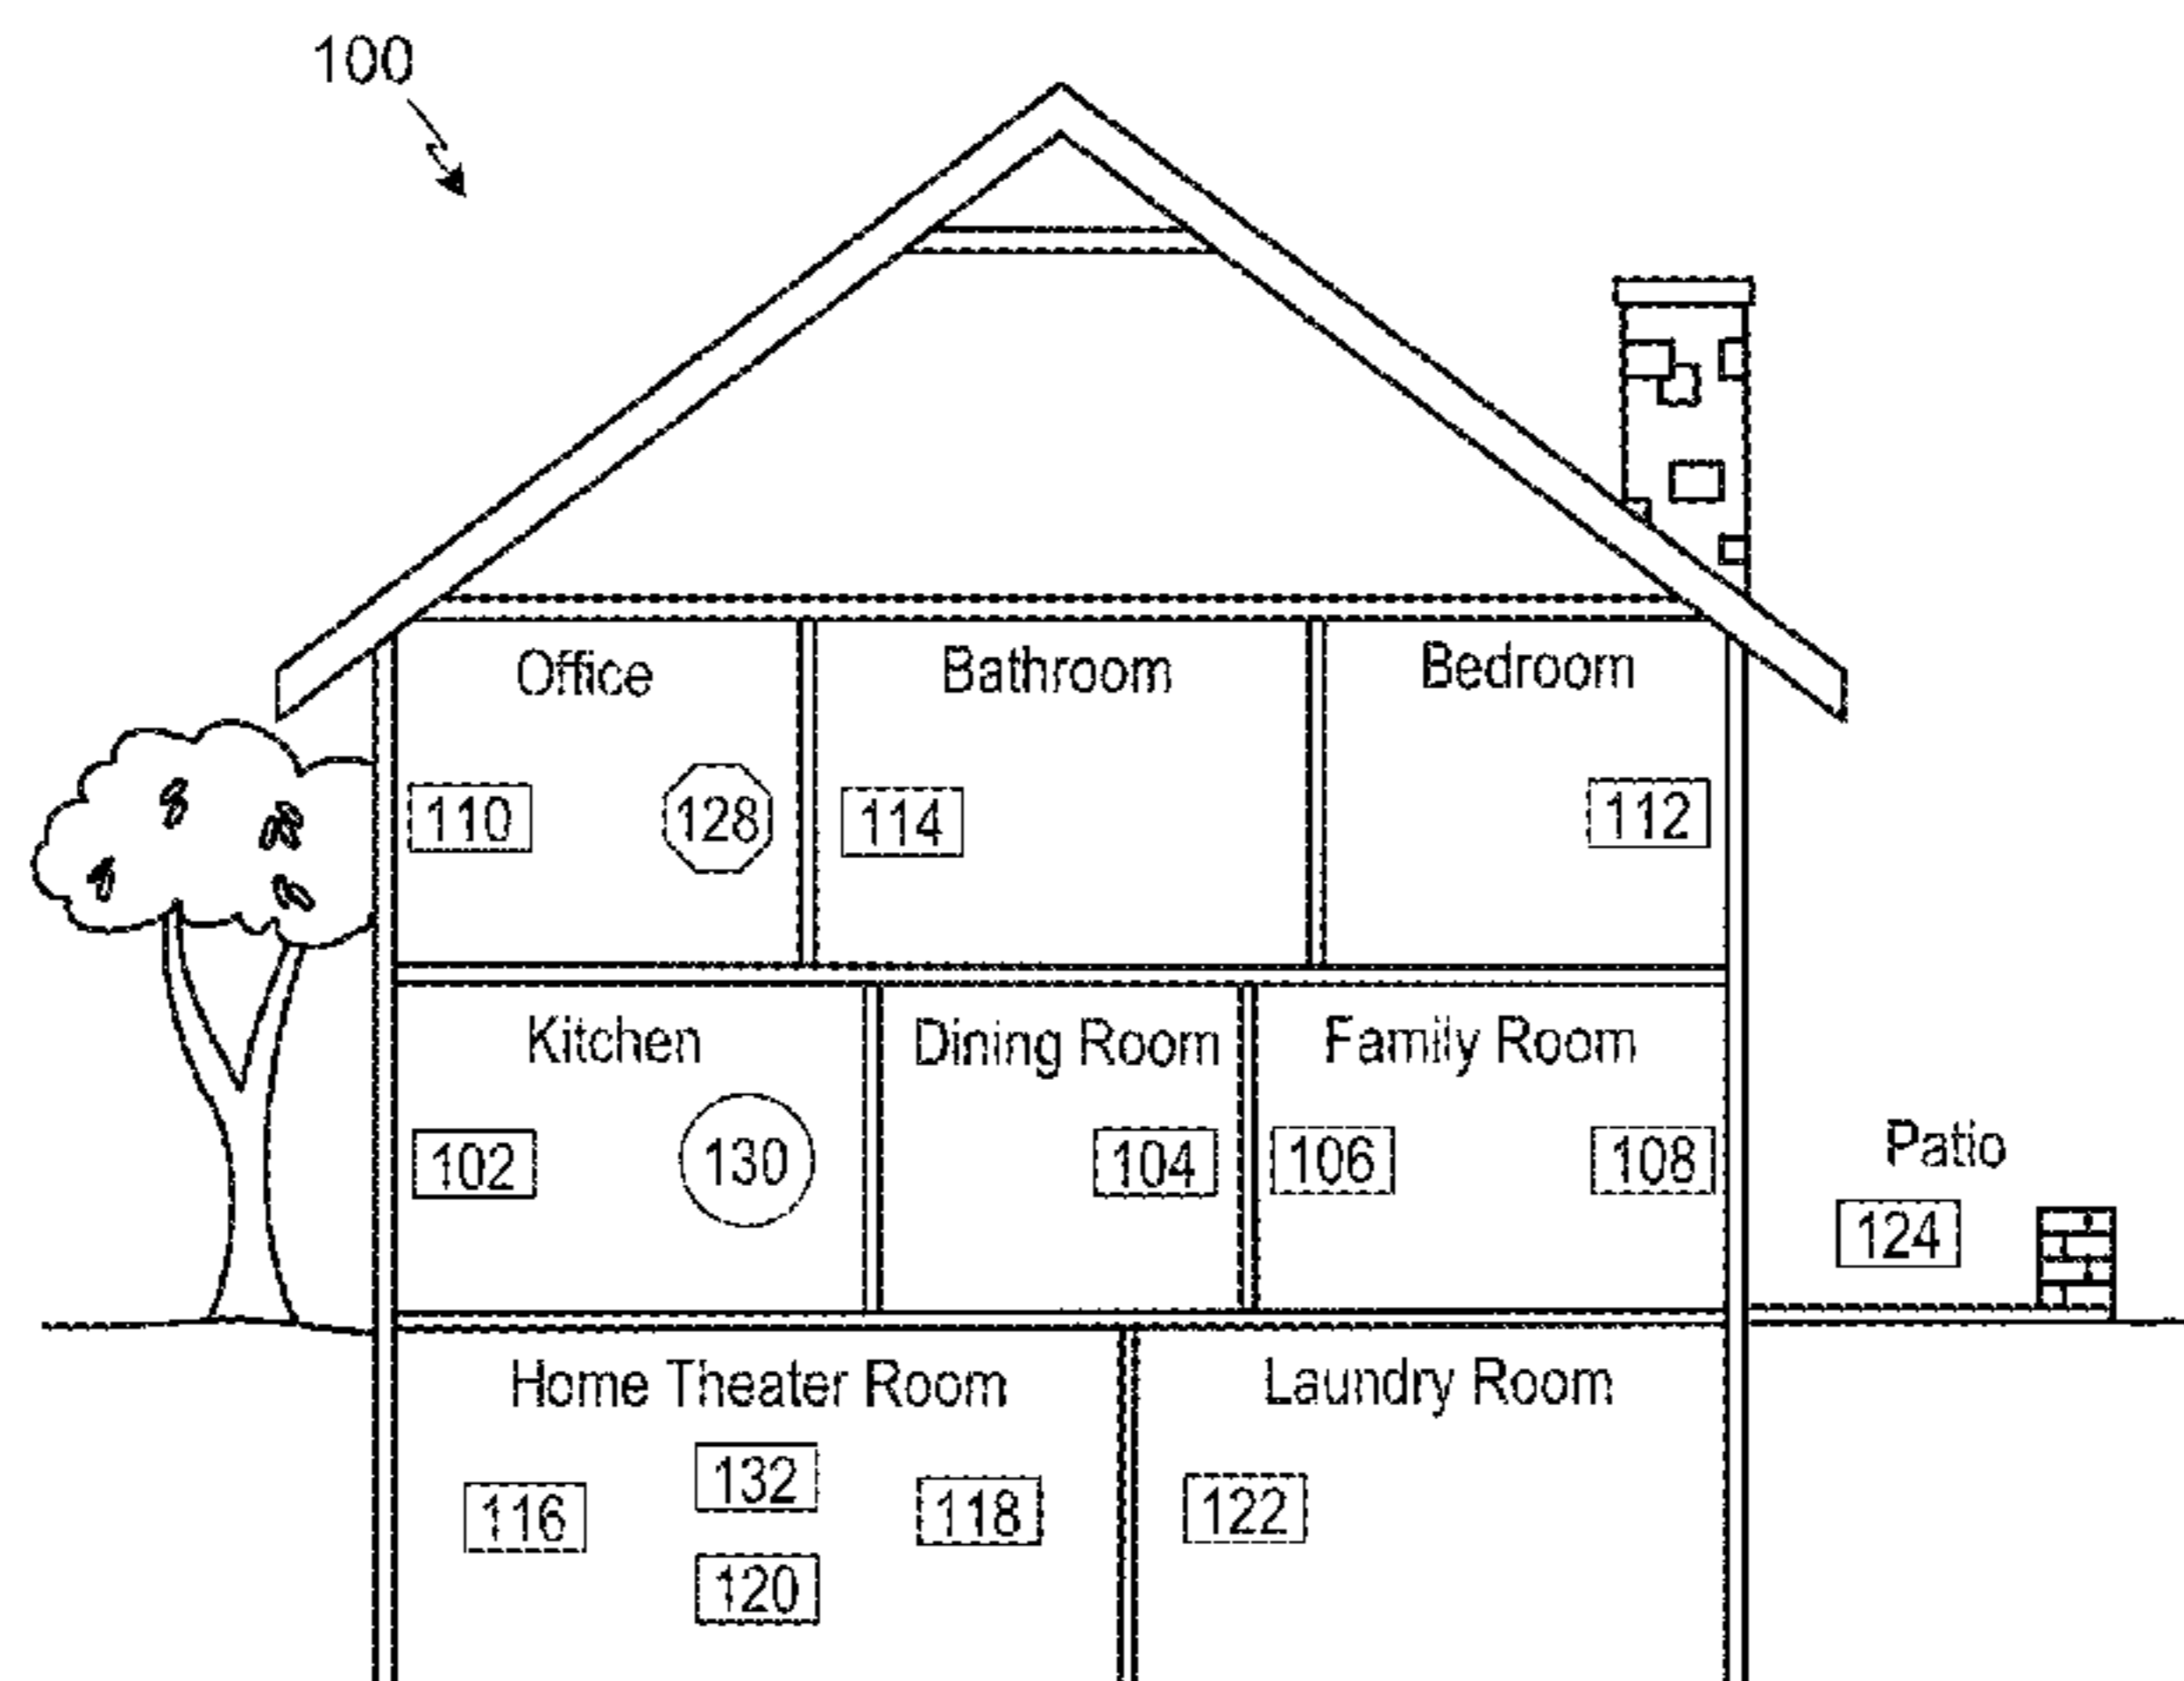 100
Office
Bathroom
Bedroom
110
128
114
112
Kitchen
Dining Room
Family Room
102
130
104
106
108
Patio
124
Home Theater Room
Laundry Room
116
132
118
122
120